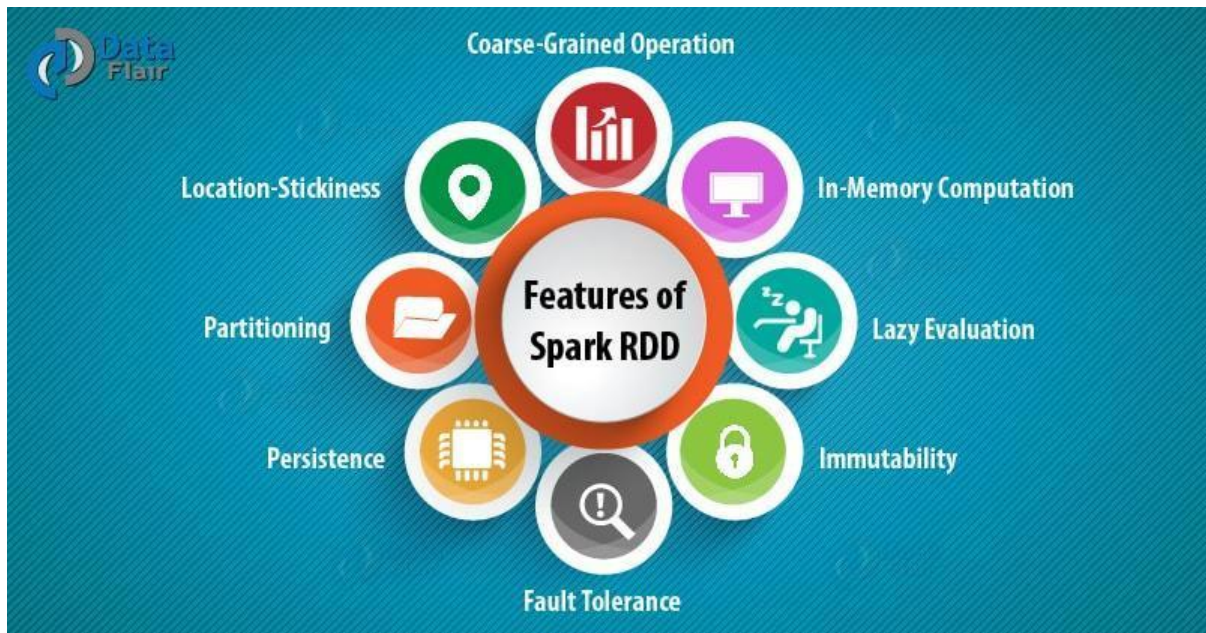 Data
Flair
Coarse-Grained Operation
Location-Stickiness
In-Memory Computation
Features of
Spark RDD
Partitioning
Lazy Evaluation
zzz
Persistence
Immutability
!
Fault Tolerance